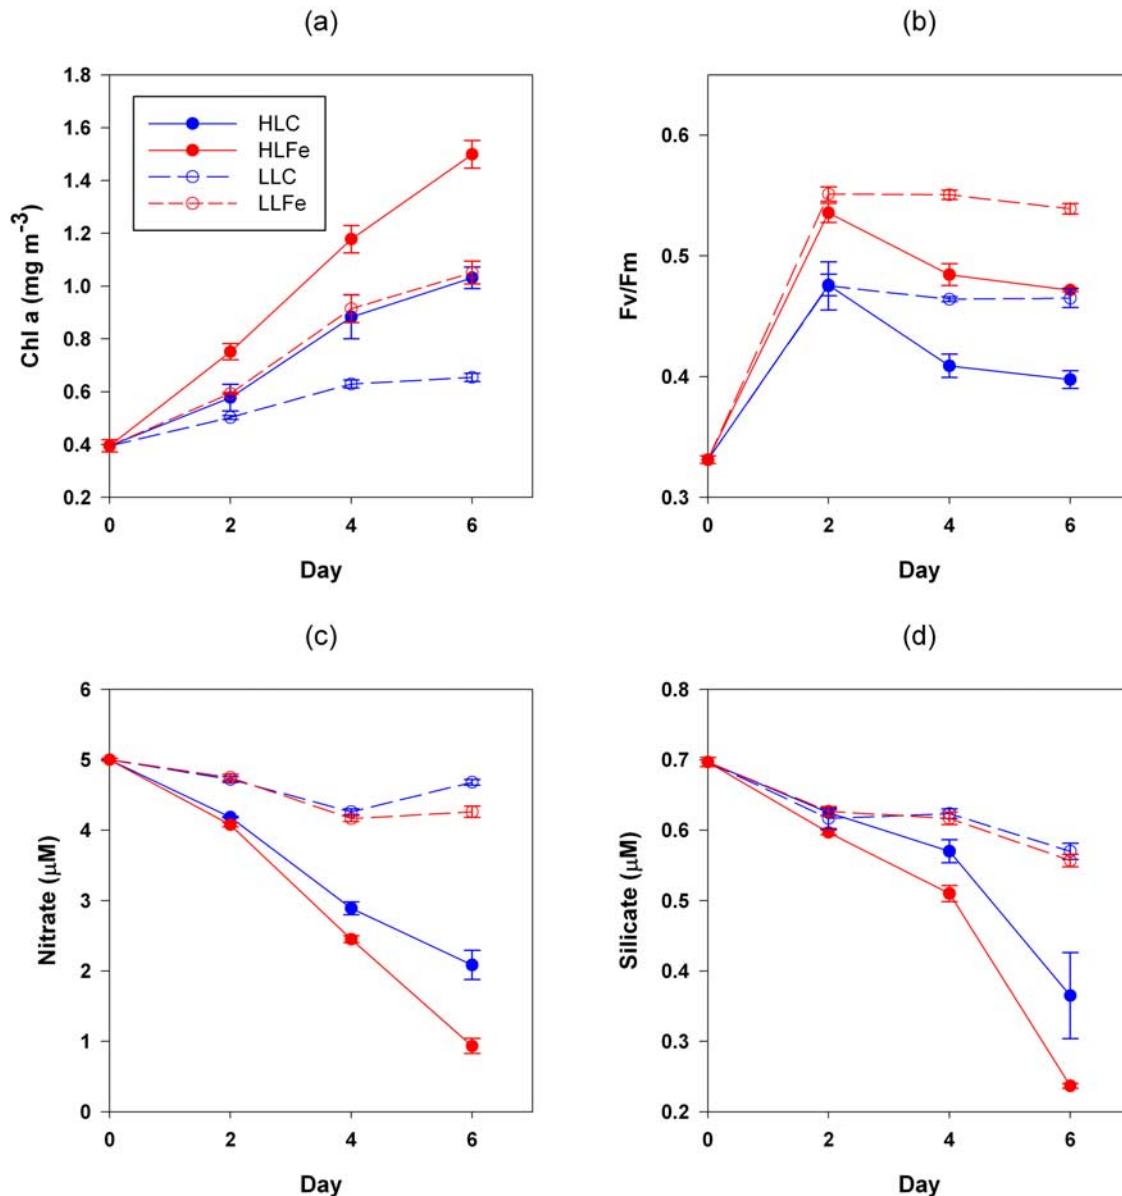 (a)
(b)
1.8
1.6
1.4
1.2
1.0
0.8
0.6
0.4
0.2
Chl a (mg m⁻³)
HLC
HLFe
LLC
LLFe
0 2 4 6
Day
0.6
0.5
0.4
0.3
Fv/Fm
0 2 4 6
Day
(c)
(d)
6
5
4
3
2
1
0
Nitrate (μM)
0 2 4 6
Day
0.8
0.7
0.6
0.5
0.4
0.3
0.2
Silicate (μM)
0 2 4 6
Day